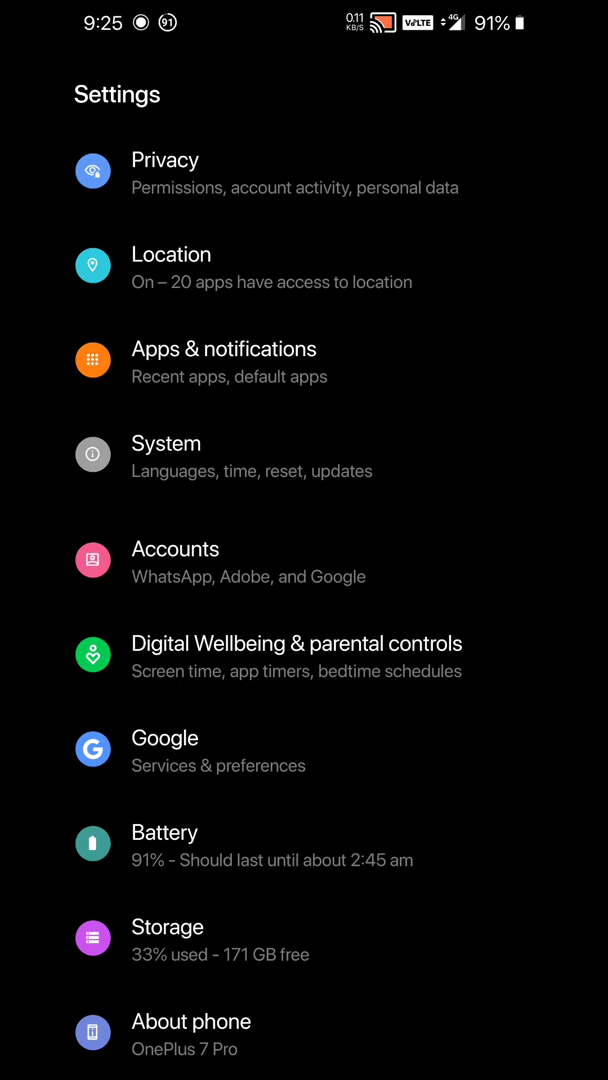 9:25 91 0.11 KB/S VoLTE 4G 91%
Settings
Privacy
Permissions, account activity, personal data
Location
On – 20 apps have access to location
Apps & notifications
Recent apps, default apps
System
Languages, time, reset, updates
Accounts
WhatsApp, Adobe, and Google
Digital Wellbeing & parental controls
Screen time, app timers, bedtime schedules
Google
Services & preferences
Battery
91% - Should last until about 2:45 am
Storage
33% used - 171 GB free
About phone
OnePlus 7 Pro